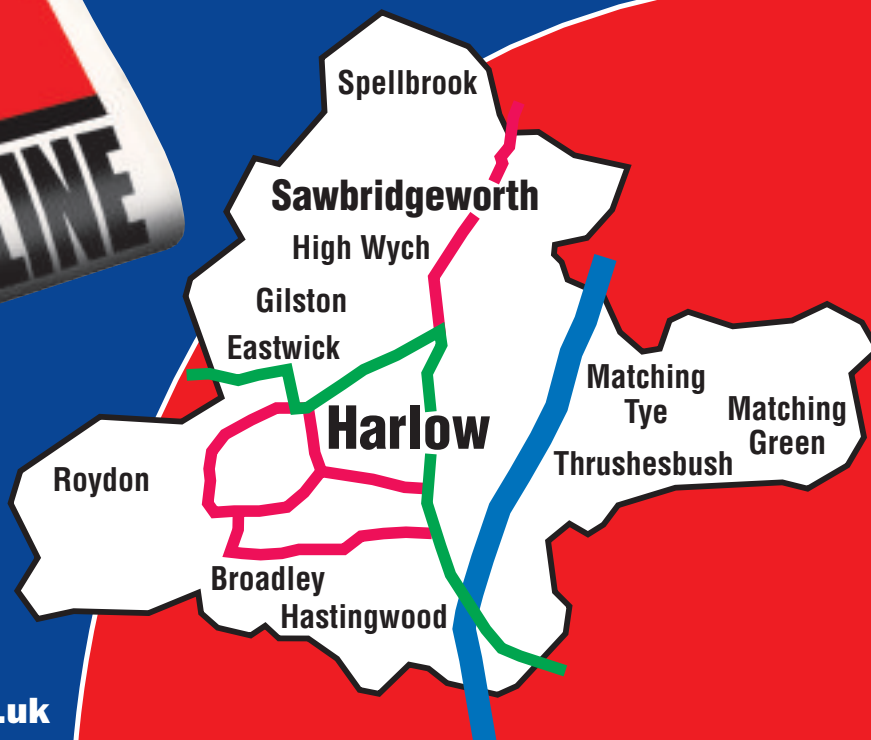 LINE
Spellbrook
Sawbridgeworth
High Wych
Gilston
Eastwick
Harlow
Matching
Tye
Matching
Green
Thrushesbush
Roydon
Broadley
Hastingwood
.uk